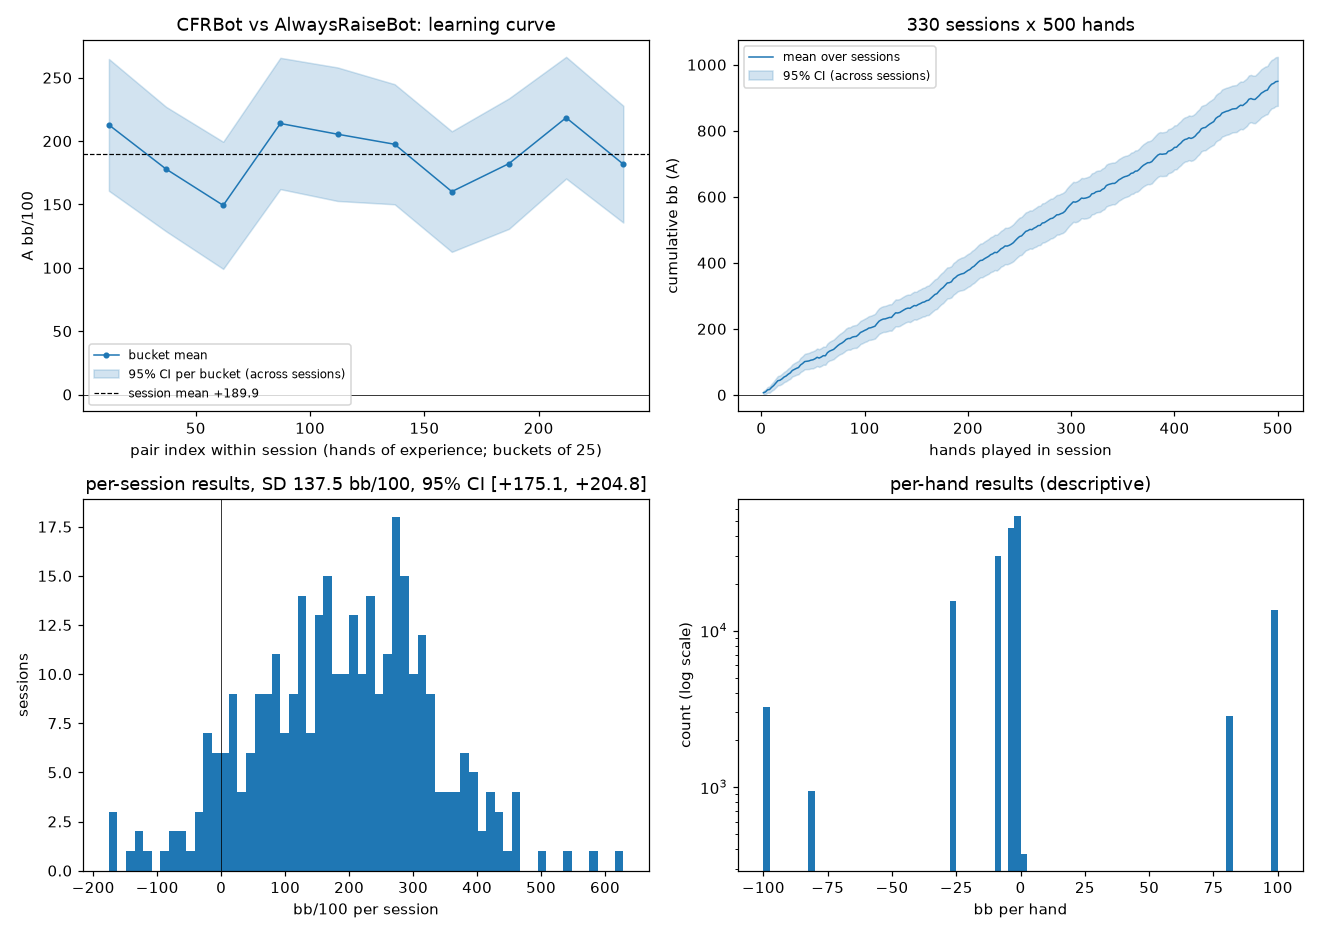 CFRBot vs AlwaysRaiseBot: learning curve
A bb/100
250
200
150
100
50
0
bucket mean
95% CI per bucket (across sessions)
session mean +189.9
50 100 150 200
pair index within session (hands of experience; buckets of 25)
330 sessions x 500 hands
cumulative bb (A)
1000
800
600
400
200
0
mean over sessions
95% CI (across sessions)
0 100 200 300 400 500
hands played in session
per-session results, SD 137.5 bb/100, 95% CI [+175.1, +204.8]
sessions
17.5
15.0
12.5
10.0
7.5
5.0
2.5
0.0
−200 −100 0 100 200 300 400 500 600
bb/100 per session
per-hand results (descriptive)
count (log scale)
10⁴
10³
−100 −75 −50 −25 0 25 50 75 100
bb per hand